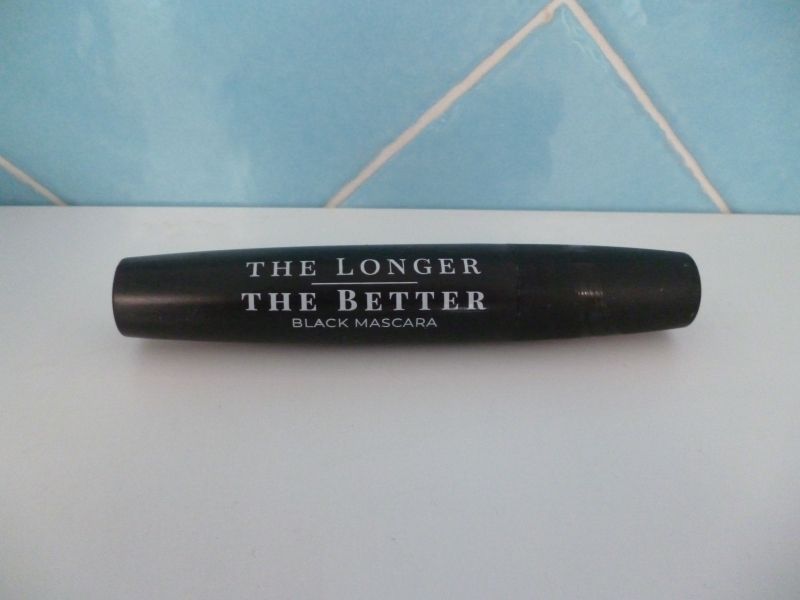 THE LONGER
THE BETTER
BLACK MASCARA